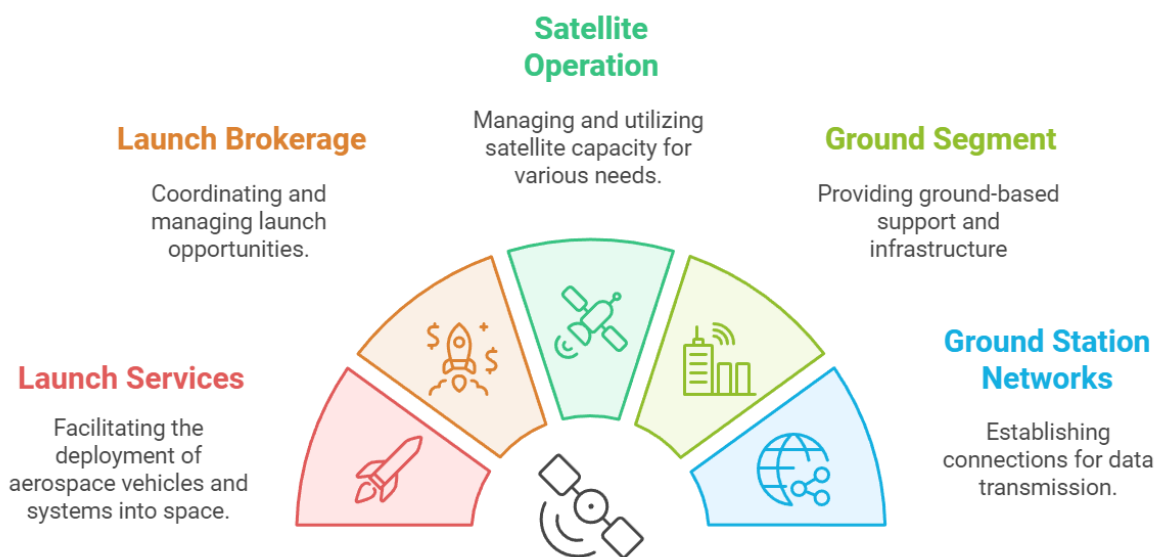 Satellite
Operation
Managing and utilizing
satellite capacity for
various needs.
Launch Brokerage
Coordinating and
managing launch
opportunities.
Ground Segment
Providing ground-based
support and
infrastructure
Launch Services
Facilitating the
deployment of
aerospace vehicles and
systems into space.
Ground Station
Networks
Establishing
connections for data
transmission.
$
$